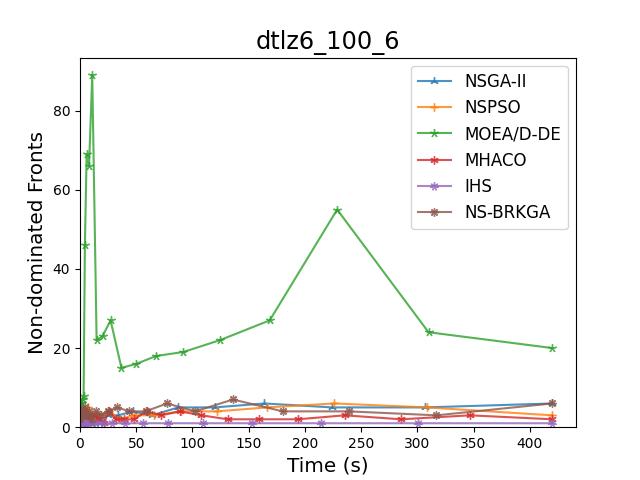 dtlz6_100_6
Non-dominated Fronts
80
60
40
20
0
0 50 100 150 200 250 300 350 400
Time (s)
NSGA-II
NSPSO
MOEA/D-DE
MHACO
IHS
NS-BRKGA